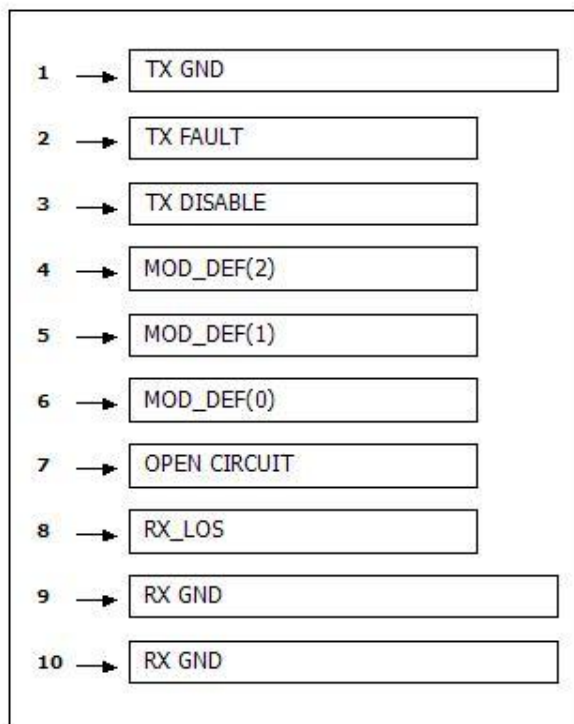 1 TX GND
2 TX FAULT
3 TX DISABLE
4 MOD_DEF(2)
5 MOD_DEF(1)
6 MOD_DEF(0)
7 OPEN CIRCUIT
8 RX_LOS
9 RX GND
10 RX GND